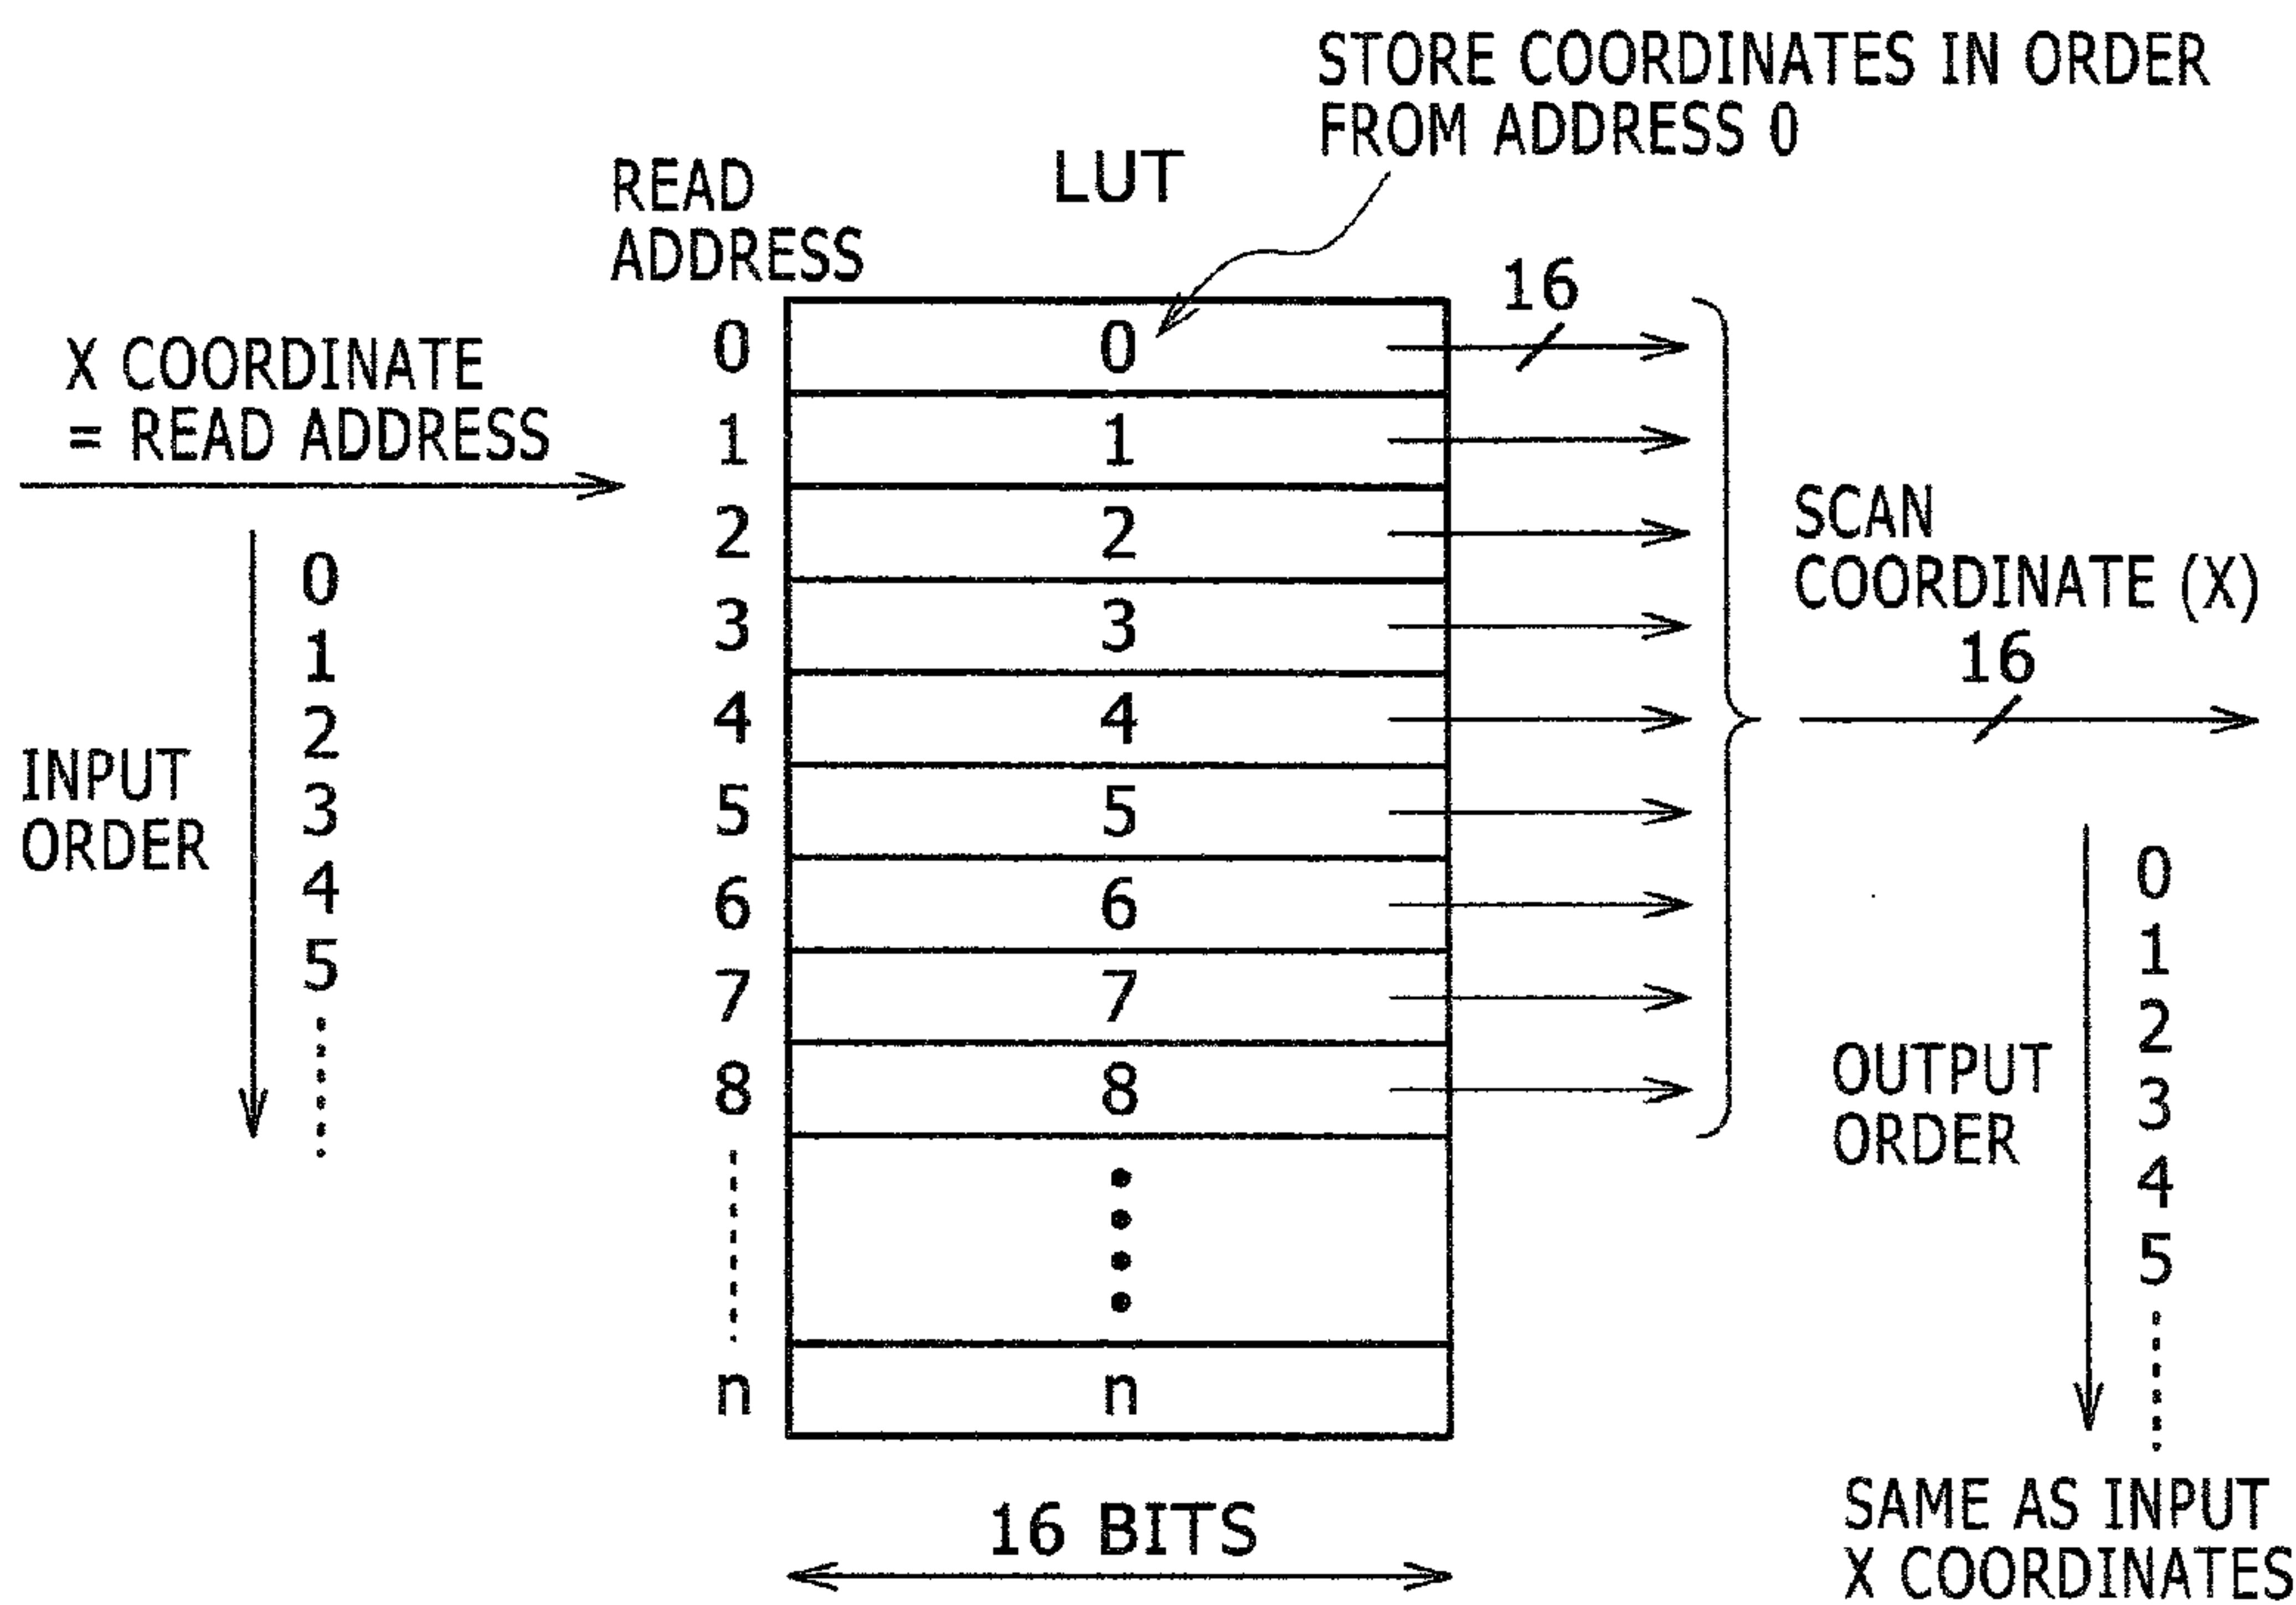 STORE COORDINATES IN ORDER
FROM ADDRESS 0
READ
ADDRESS
LUT
16
X COORDINATE
= READ ADDRESS
0 0
1 1
2 2
3 3
4 4
5 5
6 6
7 7
8 8
n n
INPUT
ORDER
0
1
2
3
4
5
SCAN
COORDINATE (X)
16
OUTPUT
ORDER
0
1
2
3
4
5
16 BITS
SAME AS INPUT
X COORDINATES